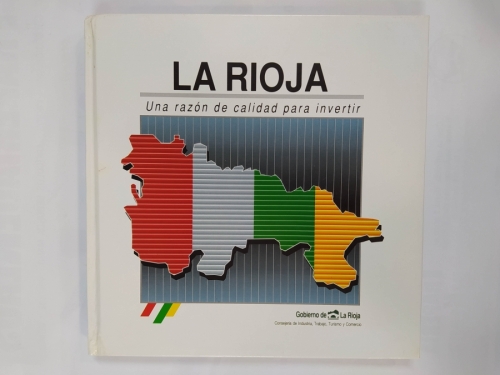 LA RIOJA
Una razón de calidad para invertir
Gobierno de La Rioja
Consejería de Industria, Trabajo, Turismo y Comercio